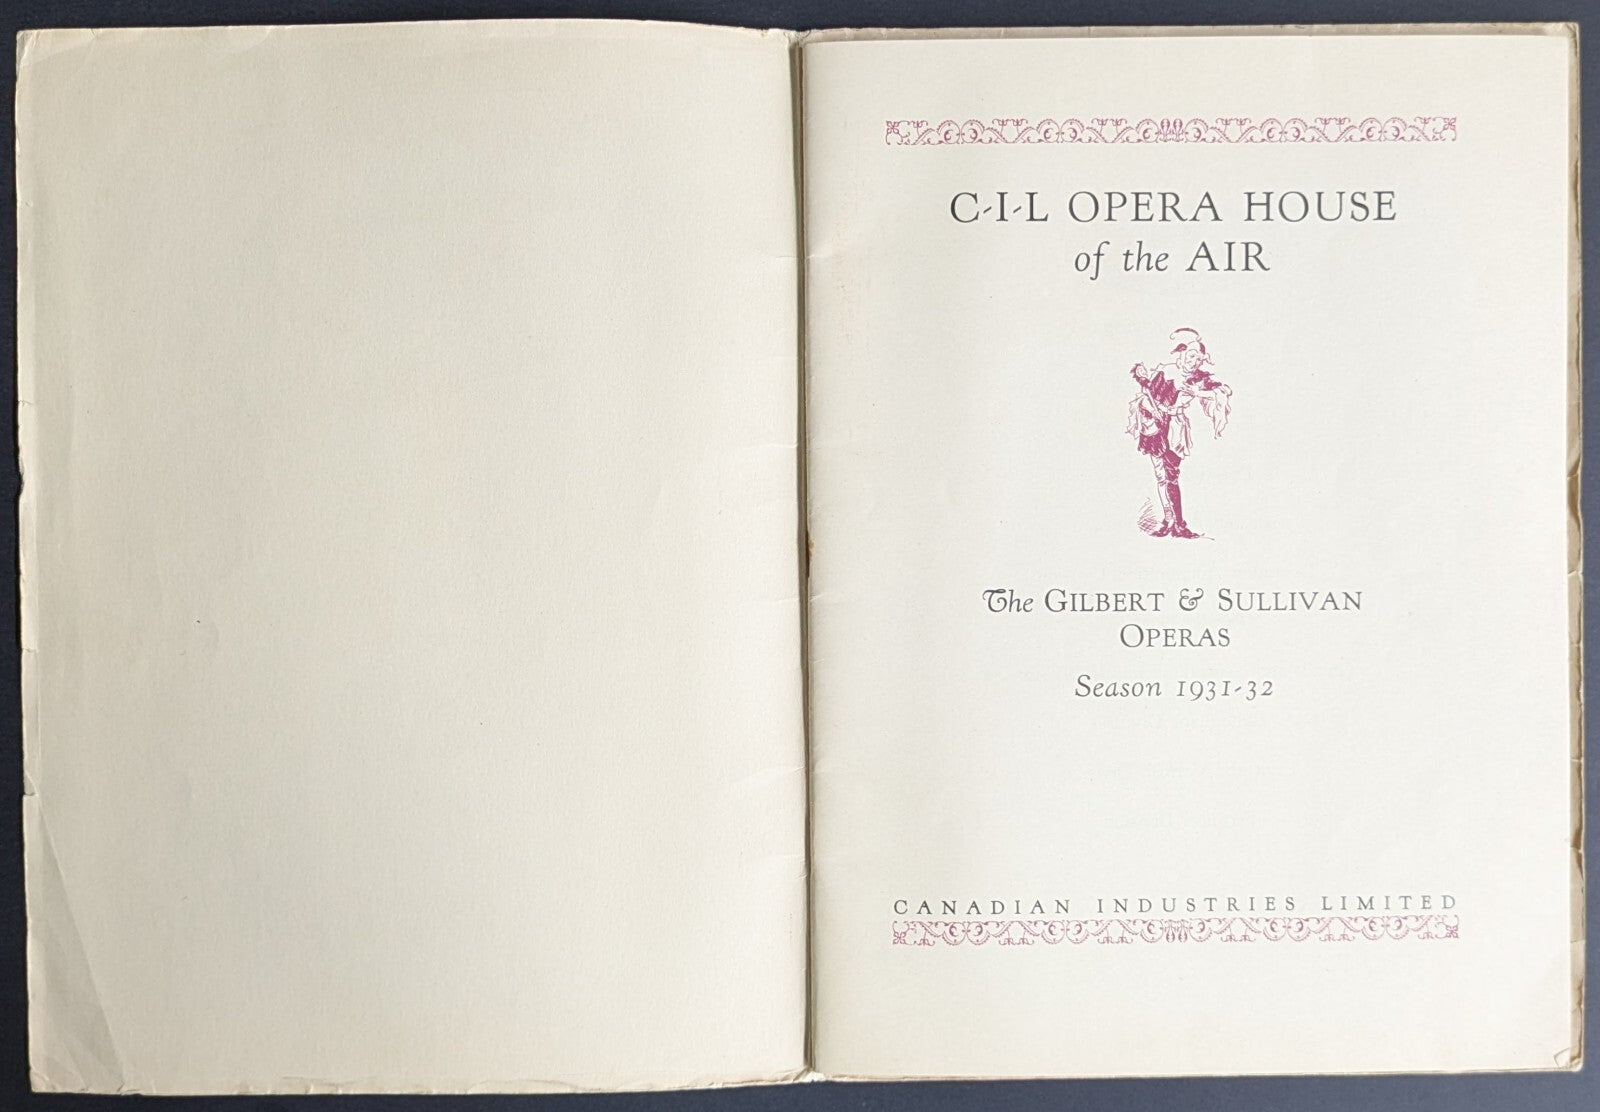 C-I-L OPERA HOUSE
of the AIR
The GILBERT & SULLIVAN
OPERAS
Season 1931-32
CANADIAN INDUSTRIES LIMITED